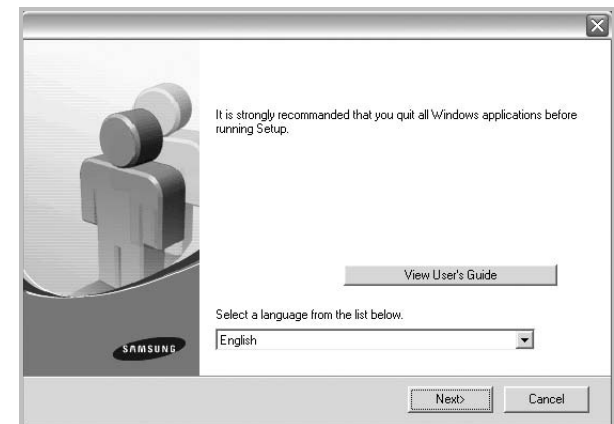 It is strongly recommanded that you quit all Windows applications before
running Setup.
View User's Guide
Select a language from the list below.
English
SAMSUNG
Next>
Cancel